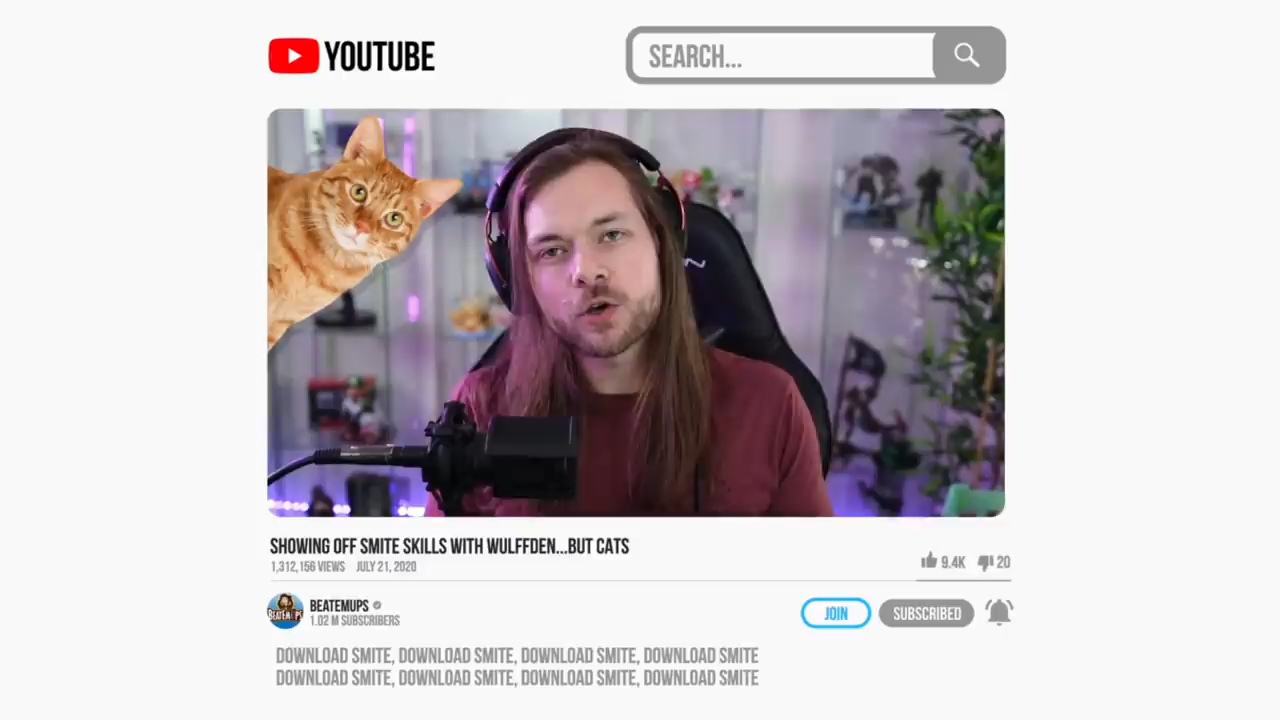 YOUTUBE
SEARCH...
SHOWING OFF SMITE SKILLS WITH WULFFDEN...BUT CATS
1,312,156 VIEWS JULY 21, 2020
9.4K 20
BEATEMUPS
1.02 M SUBSCRIBERS
BEATEMUPS
JOIN SUBSCRIBED
DOWNLOAD SMITE, DOWNLOAD SMITE, DOWNLOAD SMITE, DOWNLOAD SMITE
DOWNLOAD SMITE, DOWNLOAD SMITE, DOWNLOAD SMITE, DOWNLOAD SMITE